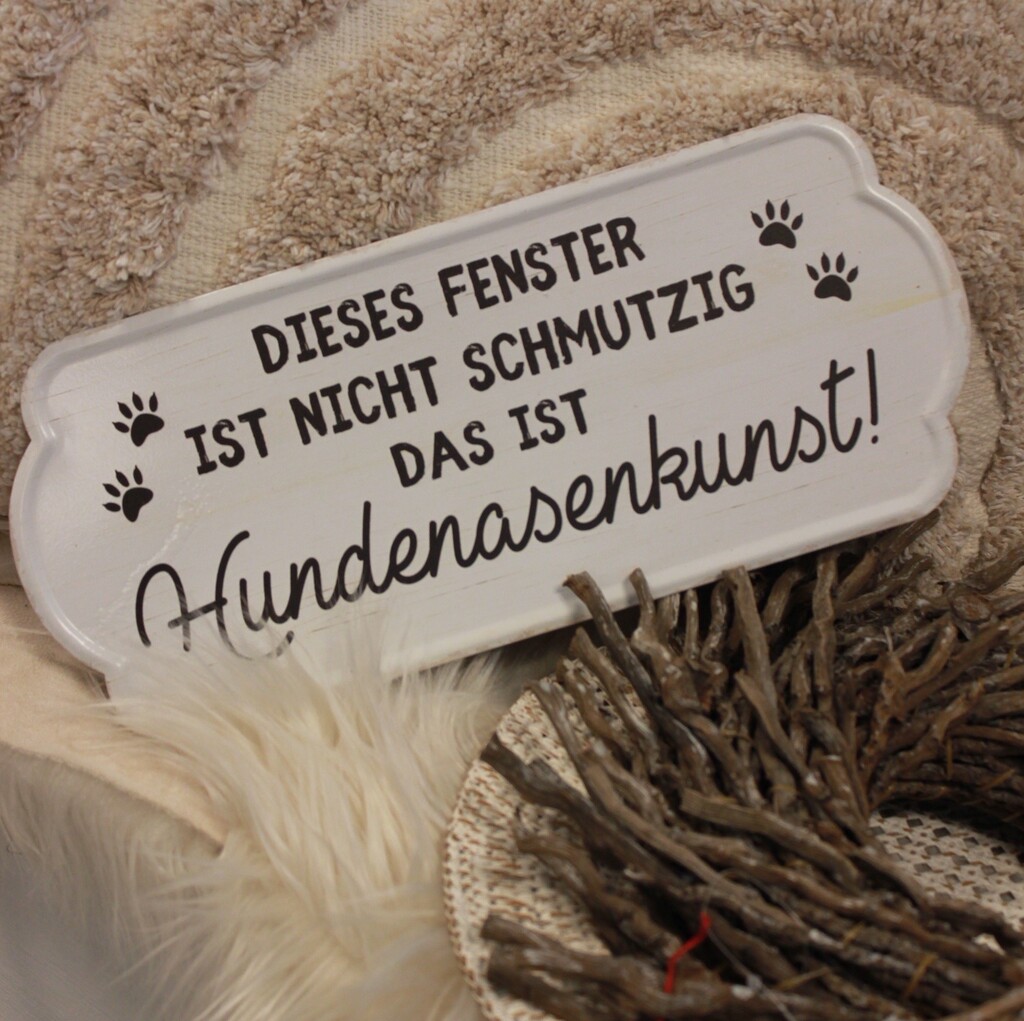 DIESES FENSTER
IST NICHT SCHMUTZIG
DAS IST
Hundenasenkunst!